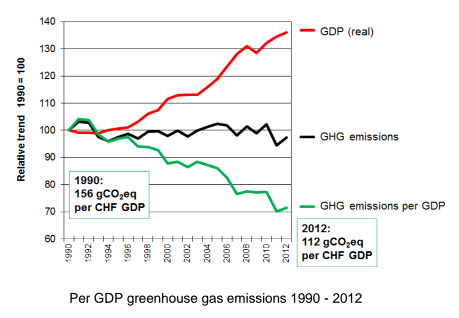 Relative trend 1990 = 100
140
130
120
110
100
90
80
70
60
1990
1992
1994
1996
1998
2000
2002
2004
2006
2008
2010
2012
GDP (real)
GHG emissions
GHG emissions per GDP
1990:
156 gCO₂eq
per CHF GDP
2012:
112 gCO₂eq
per CHF GDP
Per GDP greenhouse gas emissions 1990 - 2012